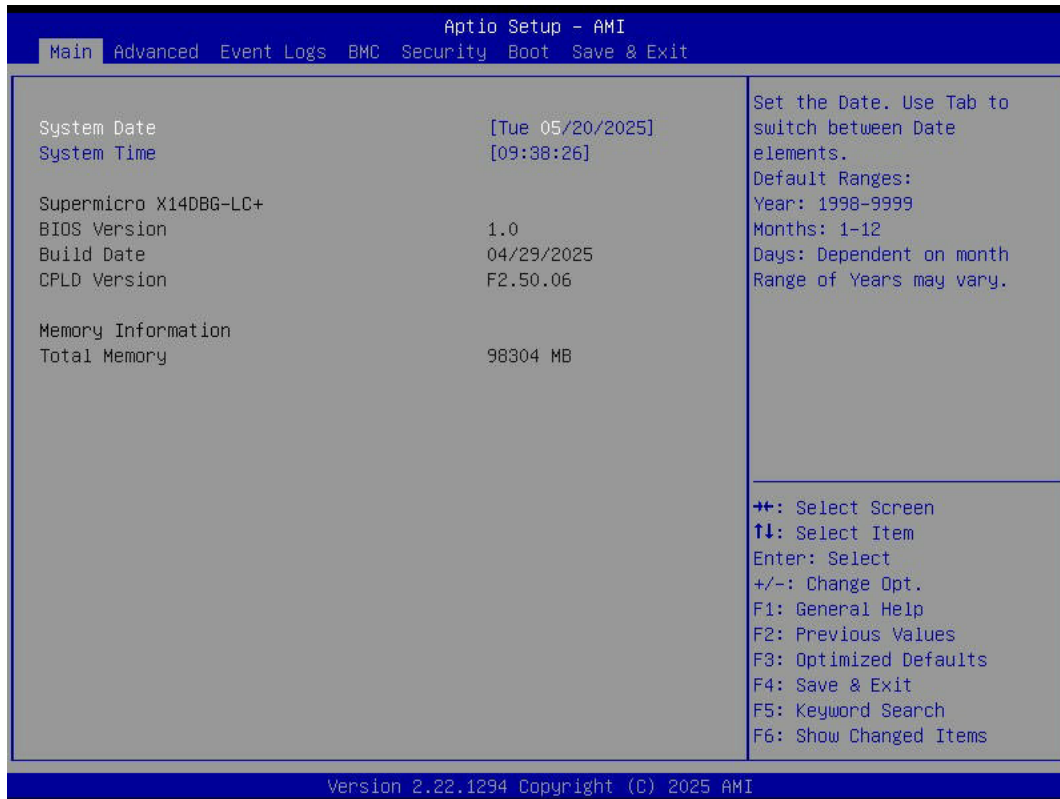 Aptio Setup - AMI
Main Advanced Event Logs BMC Security Boot Save & Exit
System Date [Tue 05/20/2025]
System Time [09:38:26]
Supermicro X14DBG-LC+
BIOS Version 1.0
Build Date 04/29/2025
CPLD Version F2.50.06
Memory Information
Total Memory 98304 MB
Set the Date. Use Tab to
switch between Date
elements.
Default Ranges:
Year: 1998-9999
Months: 1-12
Days: Dependent on month
Range of Years may vary.
→←: Select Screen
↑↓: Select Item
Enter: Select
+/-: Change Opt.
F1: General Help
F2: Previous Values
F3: Optimized Defaults
F4: Save & Exit
F5: Keyword Search
F6: Show Changed Items
Version 2.22.1294 Copyright (C) 2025 AMI